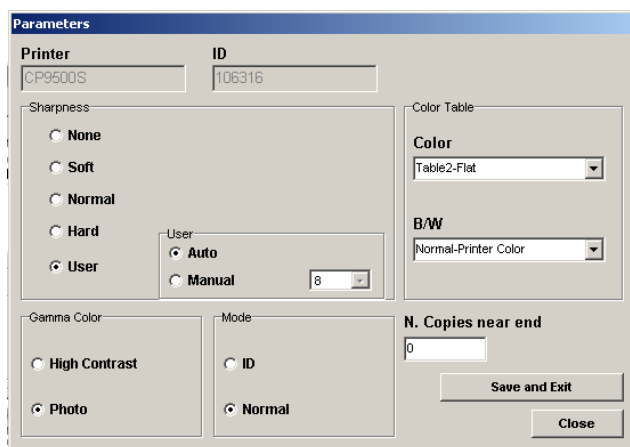 Parameters
Printer
ID
CP9500S
106316
Sharpness
None
Soft
Normal
Hard
User
User
Auto
Manual
8
Color Table
Color
Table2-Flat
B/W
Normal-Printer Color
Gamma Color
High Contrast
Photo
Mode
ID
Normal
N. Copies near end
0
Save and Exit
Close